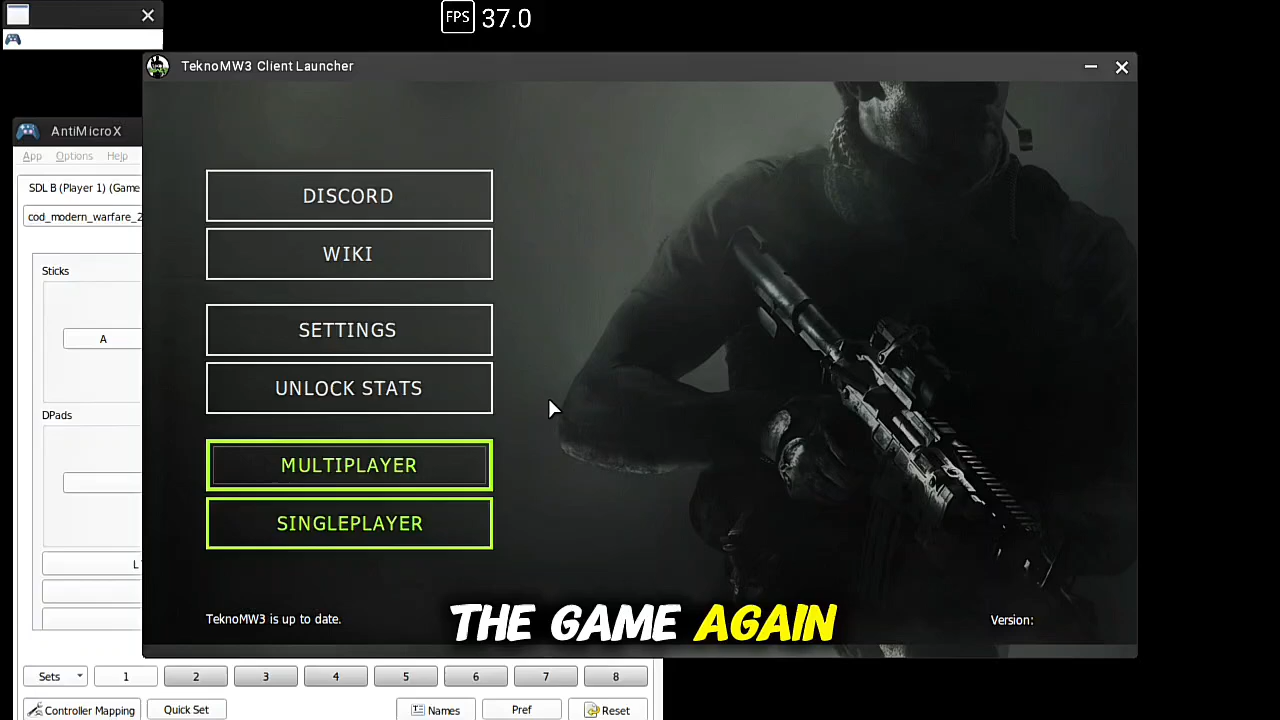 FPS 37.0
TeknoMW3 Client Launcher
AntiMicroX
App Options Help
SDL B (Player 1) (Game
cod_modern_warfare_2
Sticks
A
DPads
L
DISCORD
WIKI
SETTINGS
UNLOCK STATS
MULTIPLAYER
SINGLEPLAYER
TeknoMW3 is up to date.
THE GAME AGAIN
Version:
Sets 1 2 3 4 5 6 7 8
Controller Mapping Quick Set Names Pref Reset